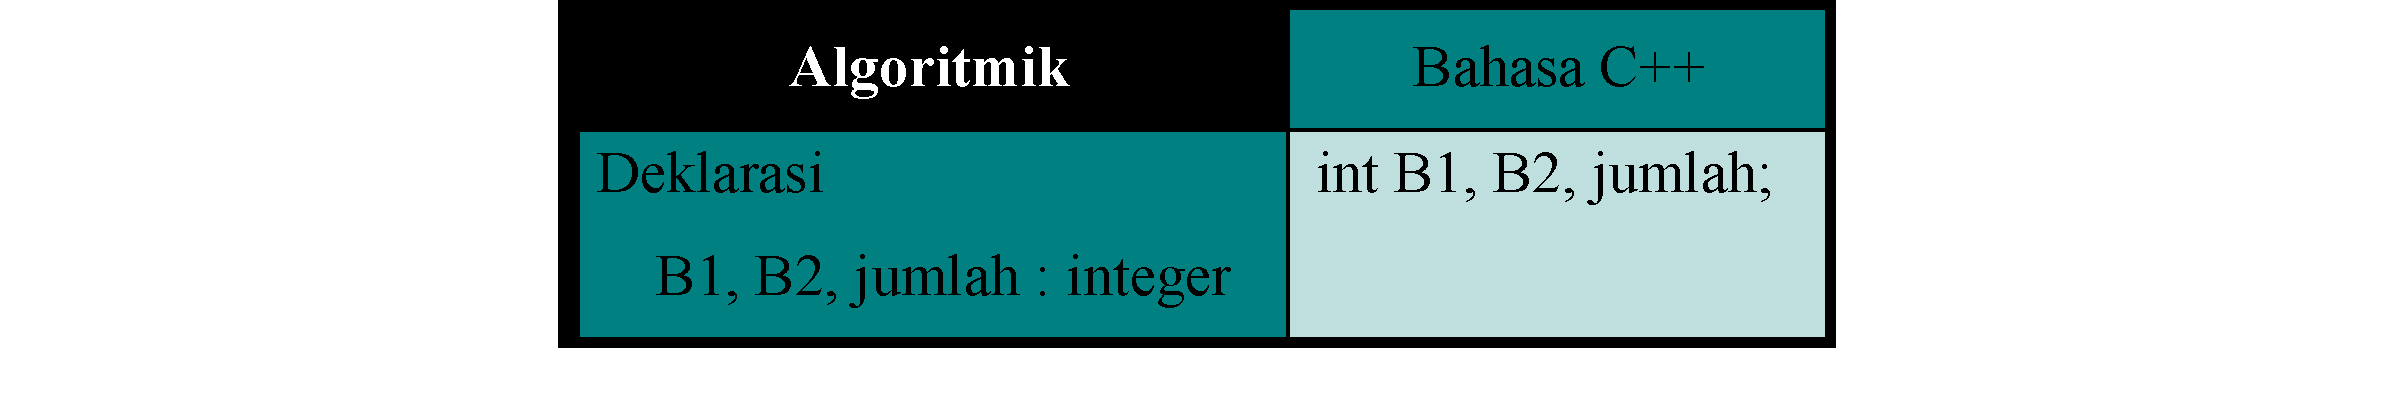 Algoritmik
Bahasa C++
Deklarasi
B1, B2, jumlah : integer
int B1, B2, jumlah;